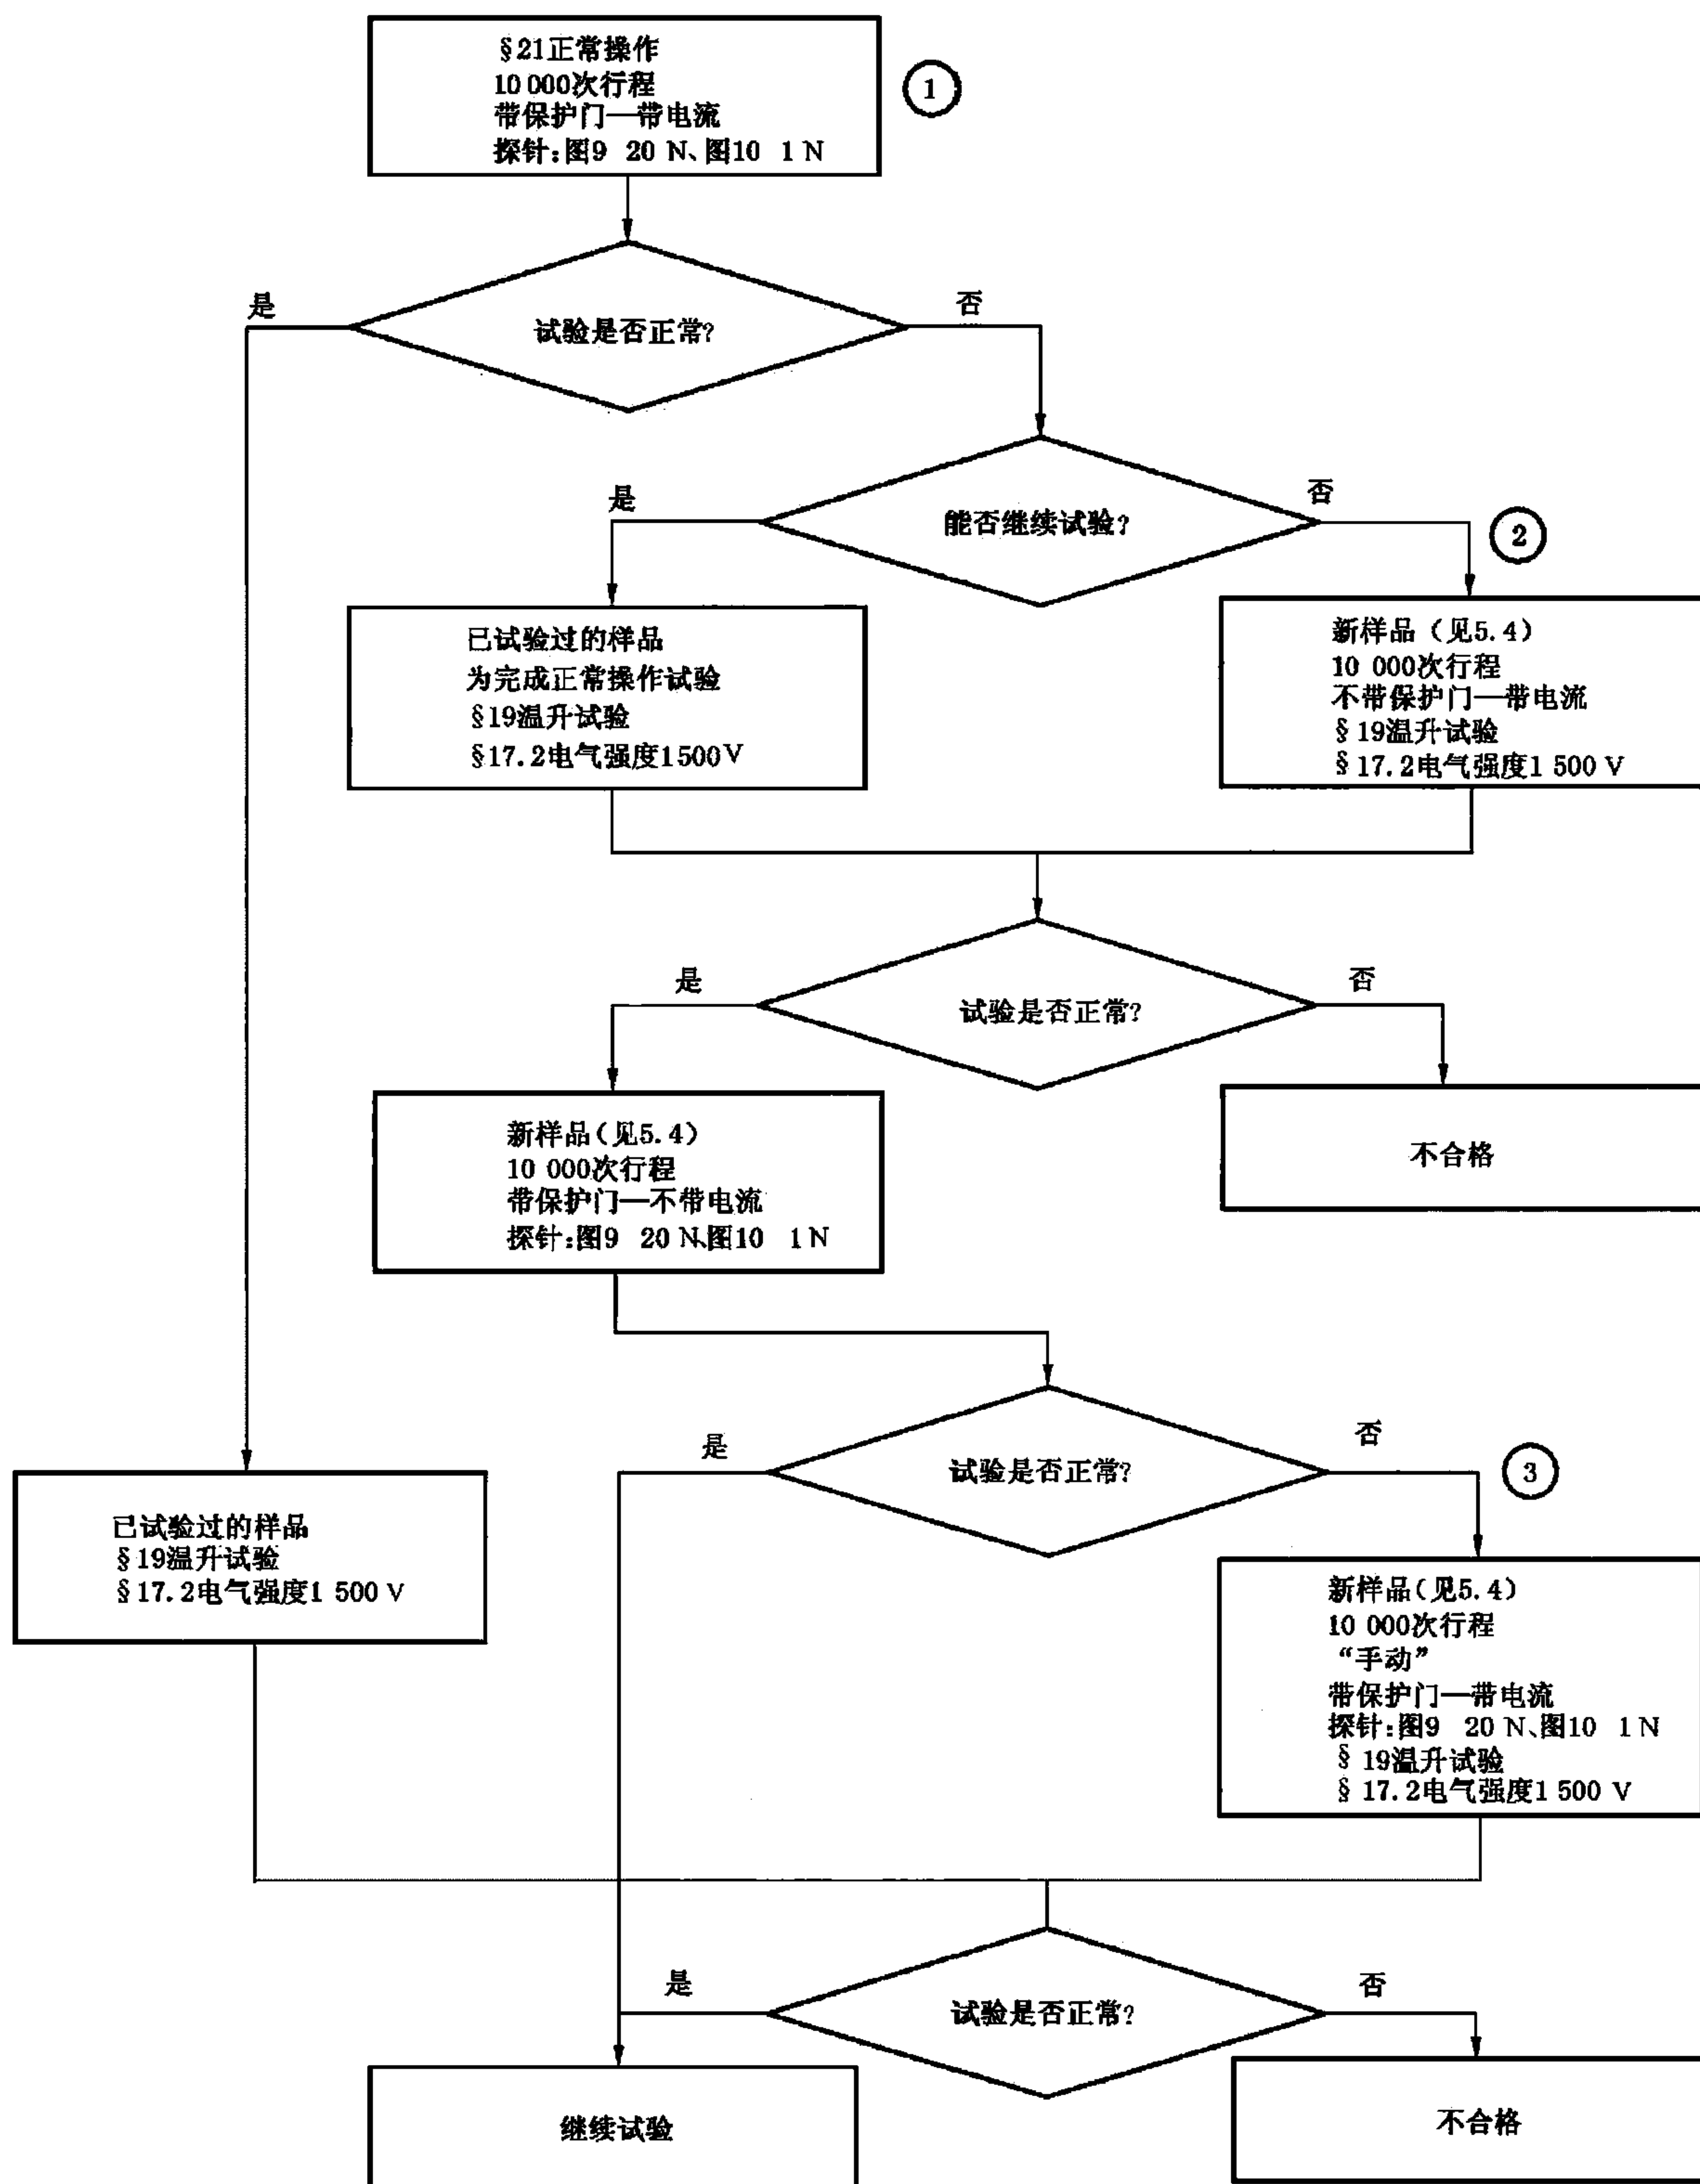 §21正常操作
10 000次行程
带保护门—带电流
探针:图9 20 N、图10 1 N
1
试验是否正常?
是
否
能否继续试验?
是
否
2
已试验过的样品
为完成正常操作试验
§19温升试验
§17.2电气强度1500V
新样品（见5.4）
10 000次行程
不带保护门—带电流
§19温升试验
§17.2电气强度1 500 V
试验是否正常?
是
否
新样品(见5.4)
10 000次行程
带保护门—不带电流
探针:图9 20 N、图10 1 N
不合格
试验是否正常?
是
否
3
已试验过的样品
§19温升试验
§17.2电气强度1 500 V
新样品(见5.4)
10 000次行程
“手动”
带保护门—带电流
探针:图9 20 N、图10 1 N
§19温升试验
§17.2电气强度1 500 V
试验是否正常?
是
否
继续试验
不合格